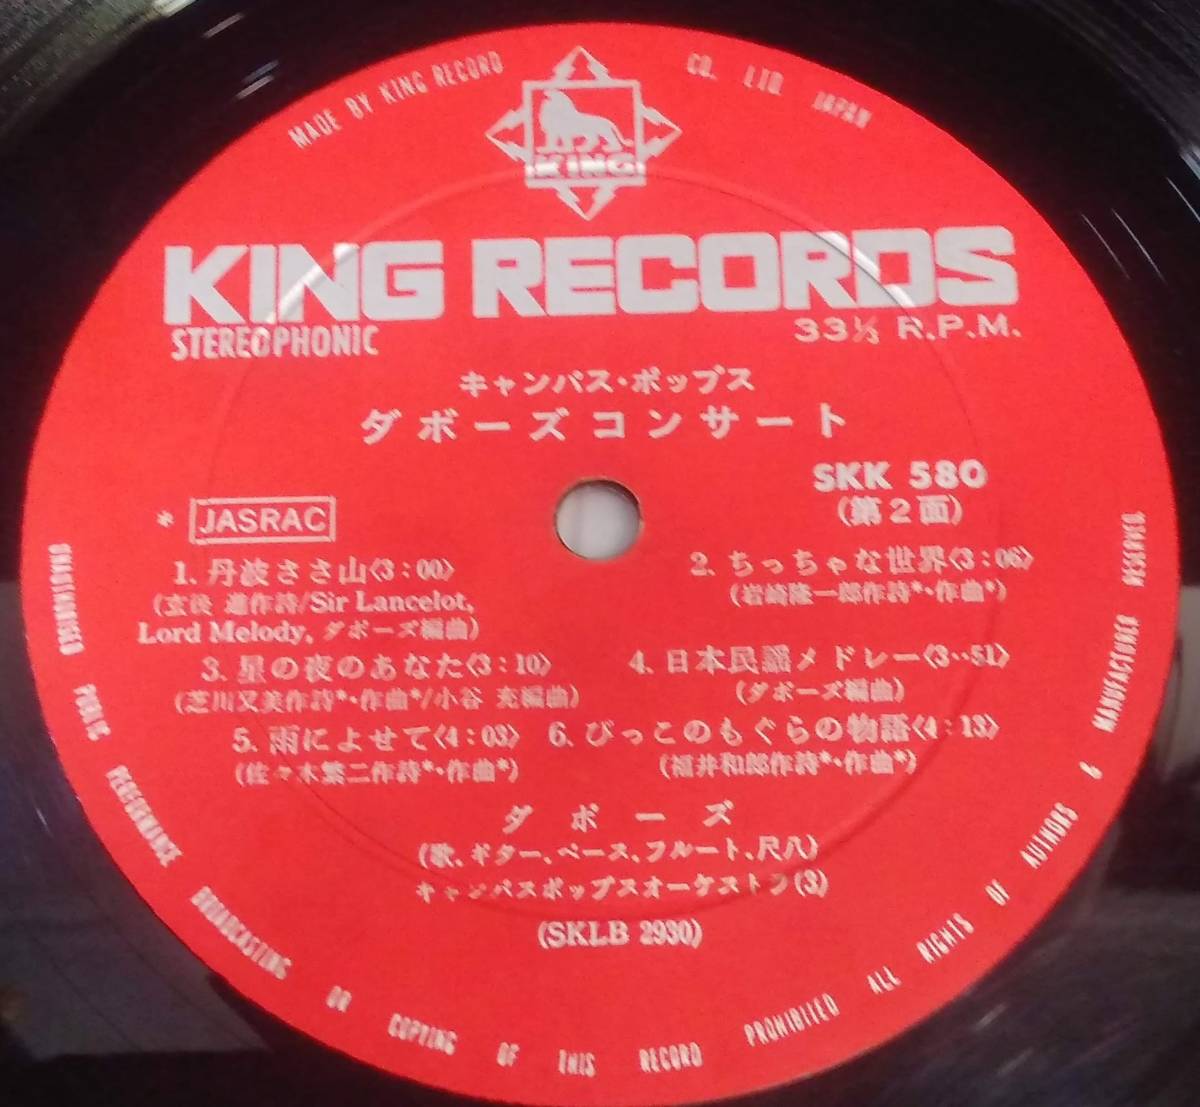 MADE BY KING RECORD CO. LTD. JAPAN
KING
KING RECORDS
STEREOPHONIC
33⅓ R.P.M.
キャンパス・ポップス
ダボーズコンサート
SKK 580
(第2面)
* JASRAC
1. 丹波ささ山〈3:00〉
(玄後 進作詩/Sir Lancelot,
Lord Melody, ダボーズ編曲)
2. ちっちゃな世界〈3:06〉
(岩崎隆一郎作詩*・作曲*)
3. 星の夜のあなた〈3:10〉
(芝川又美作詩*・作曲*/小谷 充編曲)
4. 日本民謡メドレー〈3:51〉
(ダボーズ編曲)
5. 雨によせて〈4:03〉
(佐々木繁二作詩*・作曲*)
6. びっこのもぐらの物語〈4:13〉
(福井和郎作詩*・作曲*)
ダボーズ
(歌、ギター、ベース、フルート、尺八)
キャンパスポップスオーケストラ(3)
(SKLB 2930)
UNAUTHORISED PUBLIC PERFORMANCE BROADCASTING OR COPYING OF THIS RECORD PROHIBITED ALL RIGHTS OF AUTHORS & MANUFACTURER RESERVED.